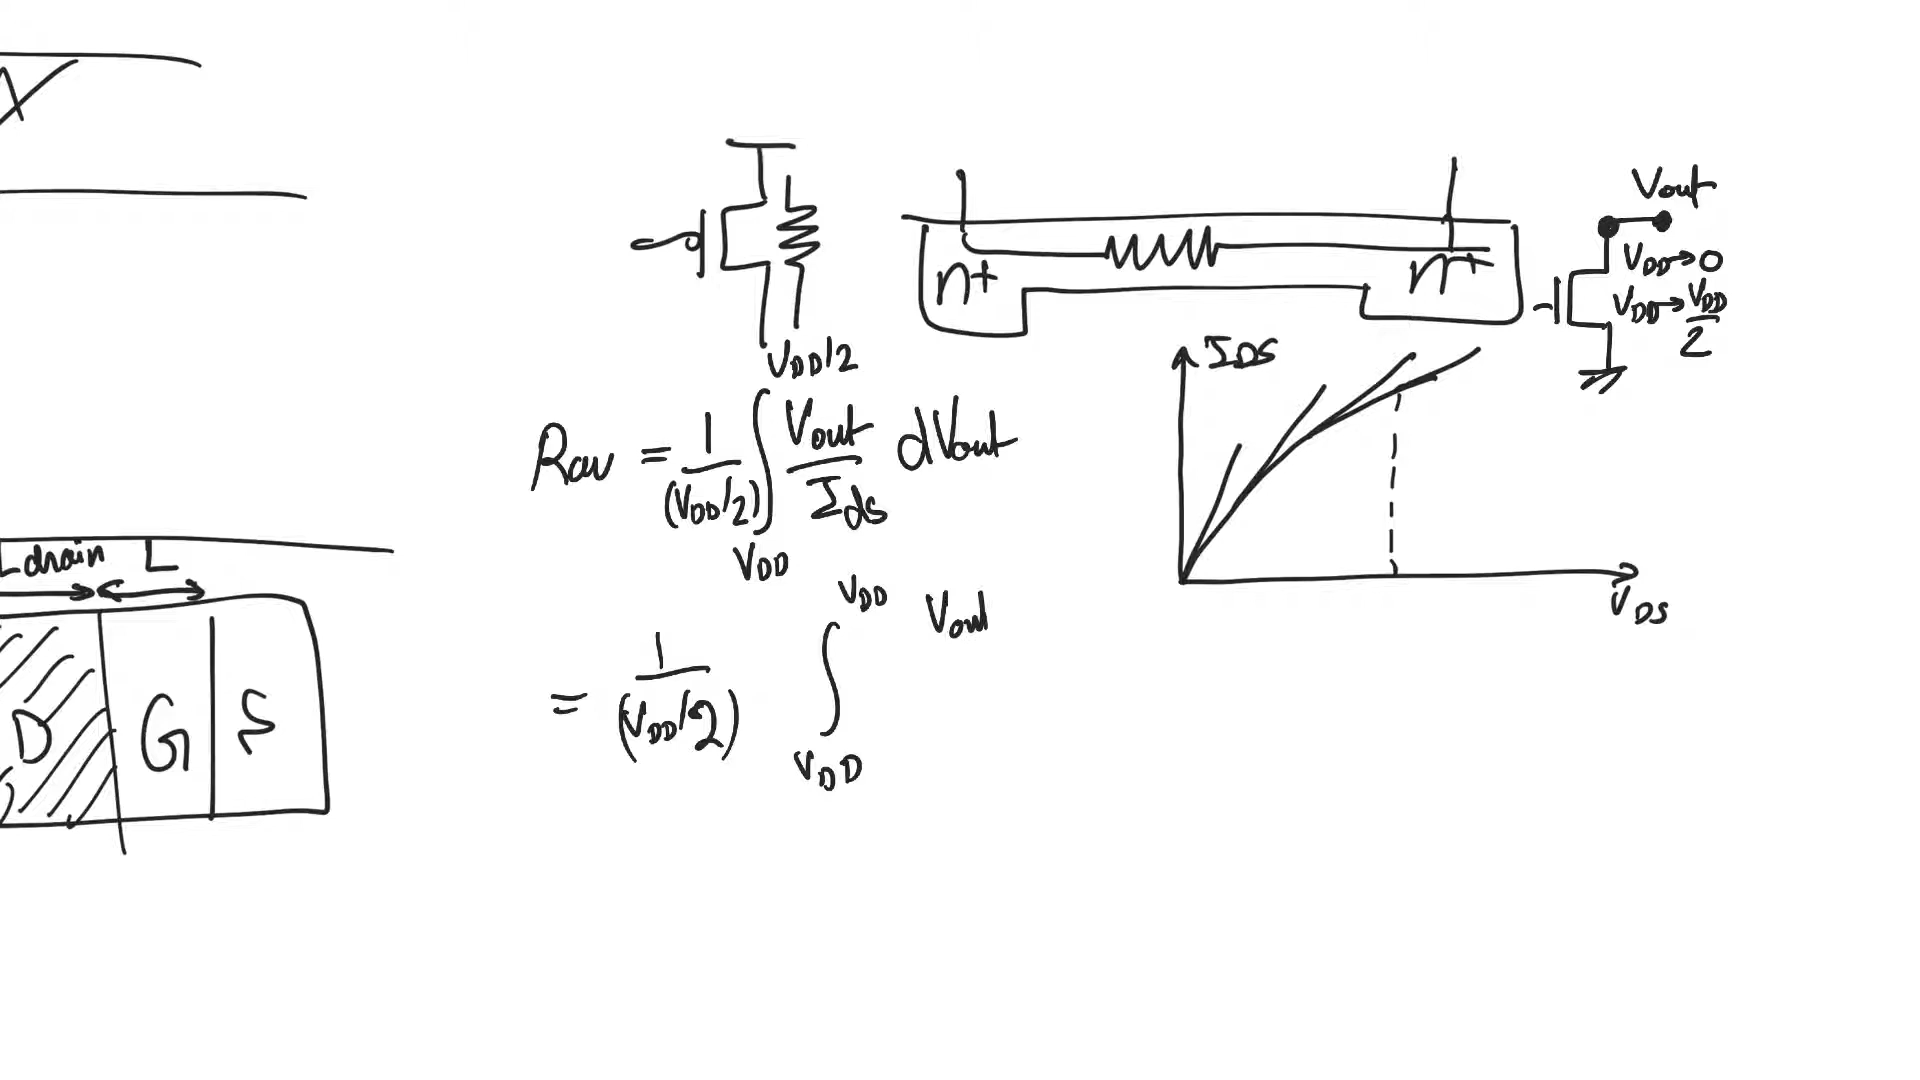 Vout
VDD→0
VDD→VDD/2
n+
n+
VDD/2
IDS
Rav = 1/(VDD/2) ∫ Vout/Ids dVout
VDD
VDS
Ldrain L
VDD
Vout
= 1/(VDD/2) ∫
VDD
D G S